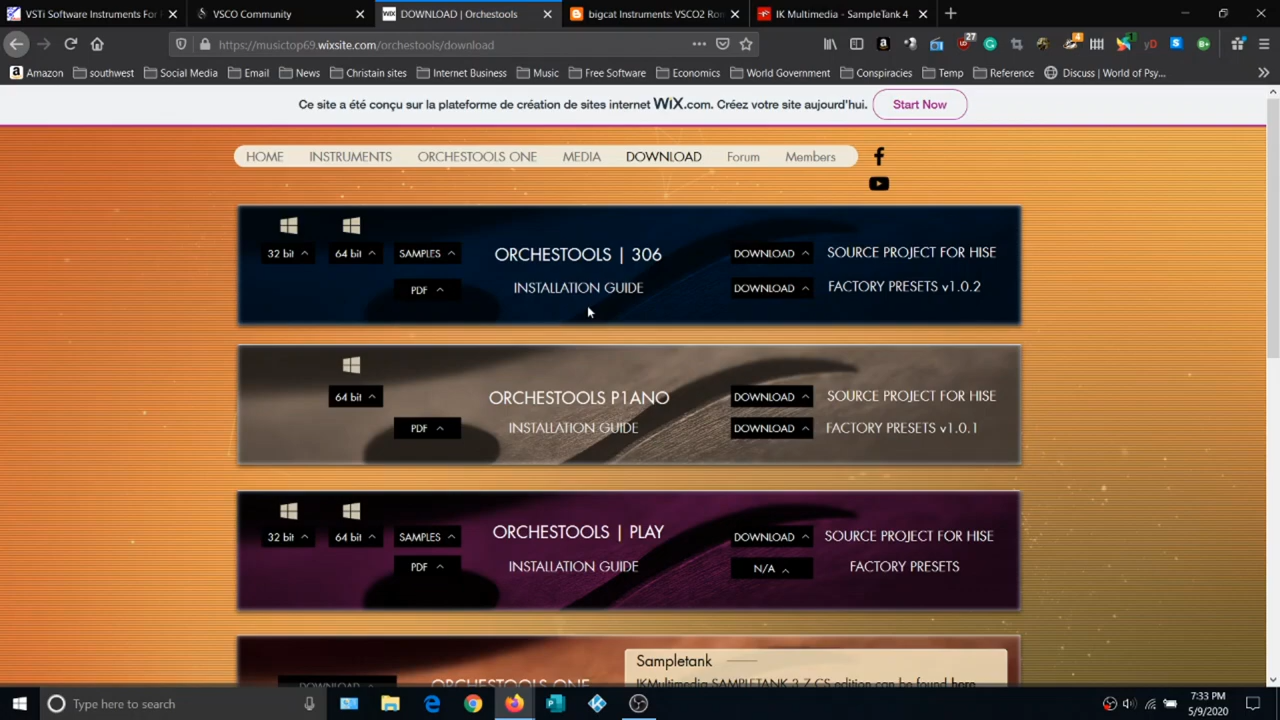 VSTi Software Instruments For
VSCO Community
WiX
DOWNLOAD | Orchestools
bigcat Instruments: VSCO2 Ro
IK Multimedia - SampleTank 4
https://musictop69.wixsite.com/orchestools/download
27
4
yD
Amazon
southwest
Social Media
Email
News
Christain sites
Internet Business
Music
Free Software
Economics
World Government
Conspiracies
Temp
Reference
Discuss | World of Psy...
Ce site a été conçu sur la plateforme de création de sites internet WiX.com. Créez votre site aujourd'hui.
Start Now
HOME
INSTRUMENTS
ORCHESTOOLS ONE
MEDIA
DOWNLOAD
Forum
Members
32 bit
64 bit
SAMPLES
ORCHESTOOLS | 306
DOWNLOAD
SOURCE PROJECT FOR HISE
PDF
INSTALLATION GUIDE
DOWNLOAD
FACTORY PRESETS v1.0.2
64 bit
ORCHESTOOLS P1ANO
DOWNLOAD
SOURCE PROJECT FOR HISE
PDF
INSTALLATION GUIDE
DOWNLOAD
FACTORY PRESETS v1.0.1
32 bit
64 bit
SAMPLES
ORCHESTOOLS | PLAY
DOWNLOAD
SOURCE PROJECT FOR HISE
PDF
INSTALLATION GUIDE
N/A
FACTORY PRESETS
Sampletank
DOWNLOAD
ORCHESTOOLS ONE
IKMultimedia SAMPLETANK 3.7 CS edition can be found here
Type here to search
7:33 PM
5/9/2020